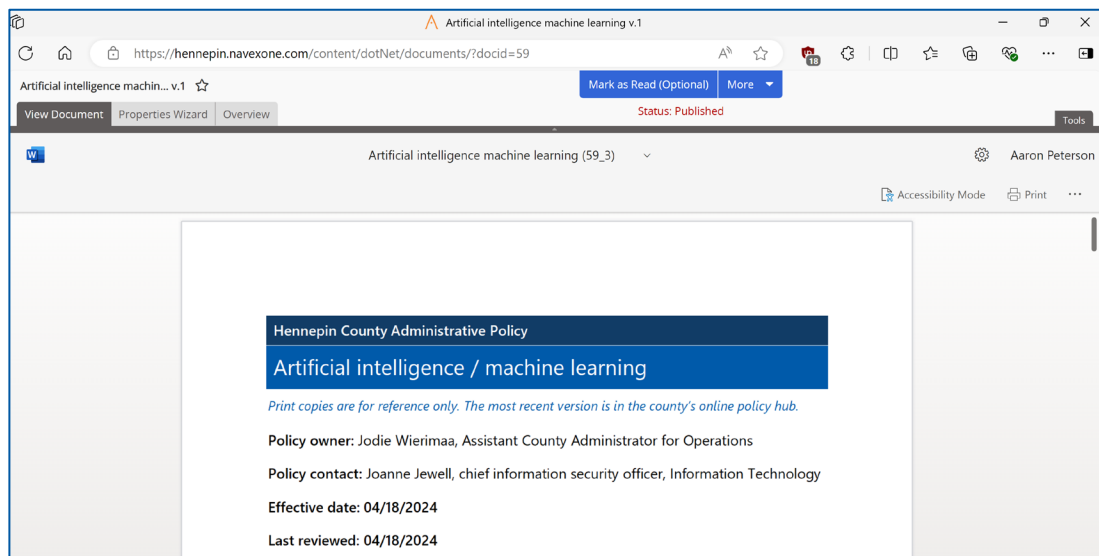 Artificial intelligence machine learning v.1
https://hennepin.navexone.com/content/dotNet/documents/?docid=59
18
Artificial intelligence machin... v.1
Mark as Read (Optional) More
View Document Properties Wizard Overview
Status: Published
Tools
W
Artificial intelligence machine learning (59_3)
Aaron Peterson
Accessibility Mode Print ...
Hennepin County Administrative Policy
Artificial intelligence / machine learning
Print copies are for reference only. The most recent version is in the county's online policy hub.
Policy owner: Jodie Wierimaa, Assistant County Administrator for Operations
Policy contact: Joanne Jewell, chief information security officer, Information Technology
Effective date: 04/18/2024
Last reviewed: 04/18/2024